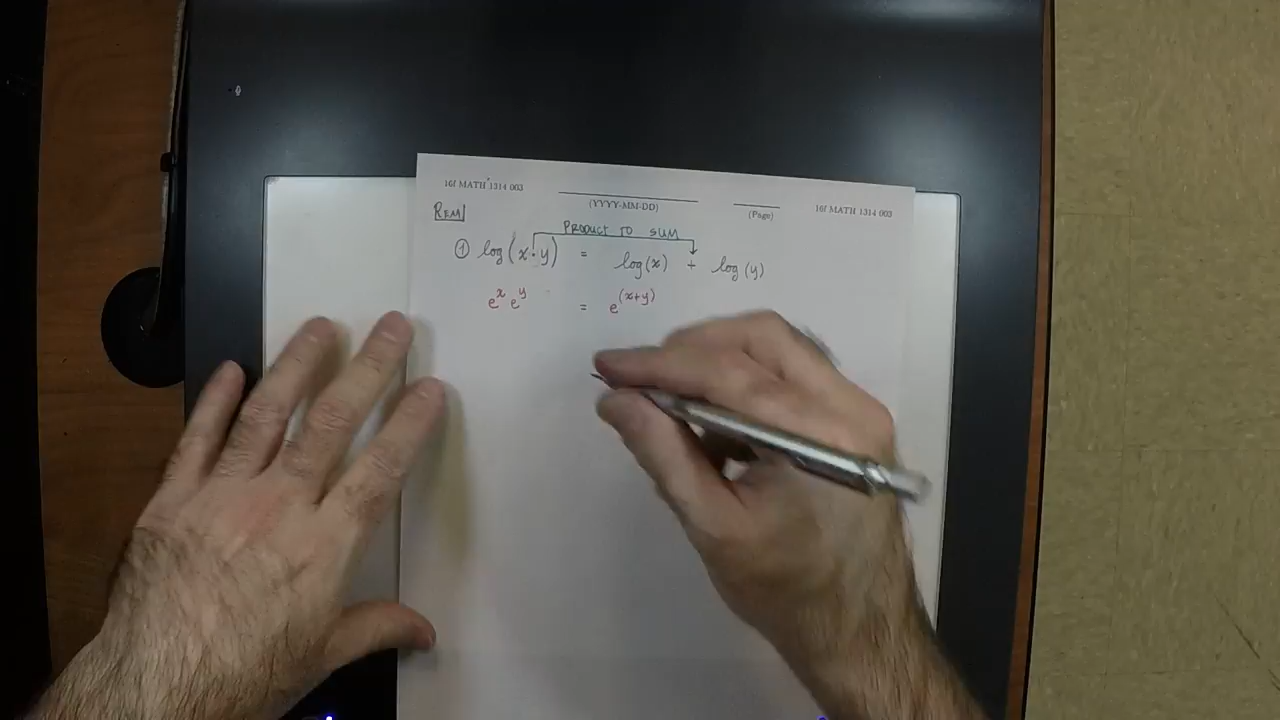 16f MATH 1314 003 (YYYY-MM-DD) (Page) 16f MATH 1314 003
REM
PRODUCT TO SUM
① log(x·y) = log(x) + log(y)
e^x e^y = e^(x+y)